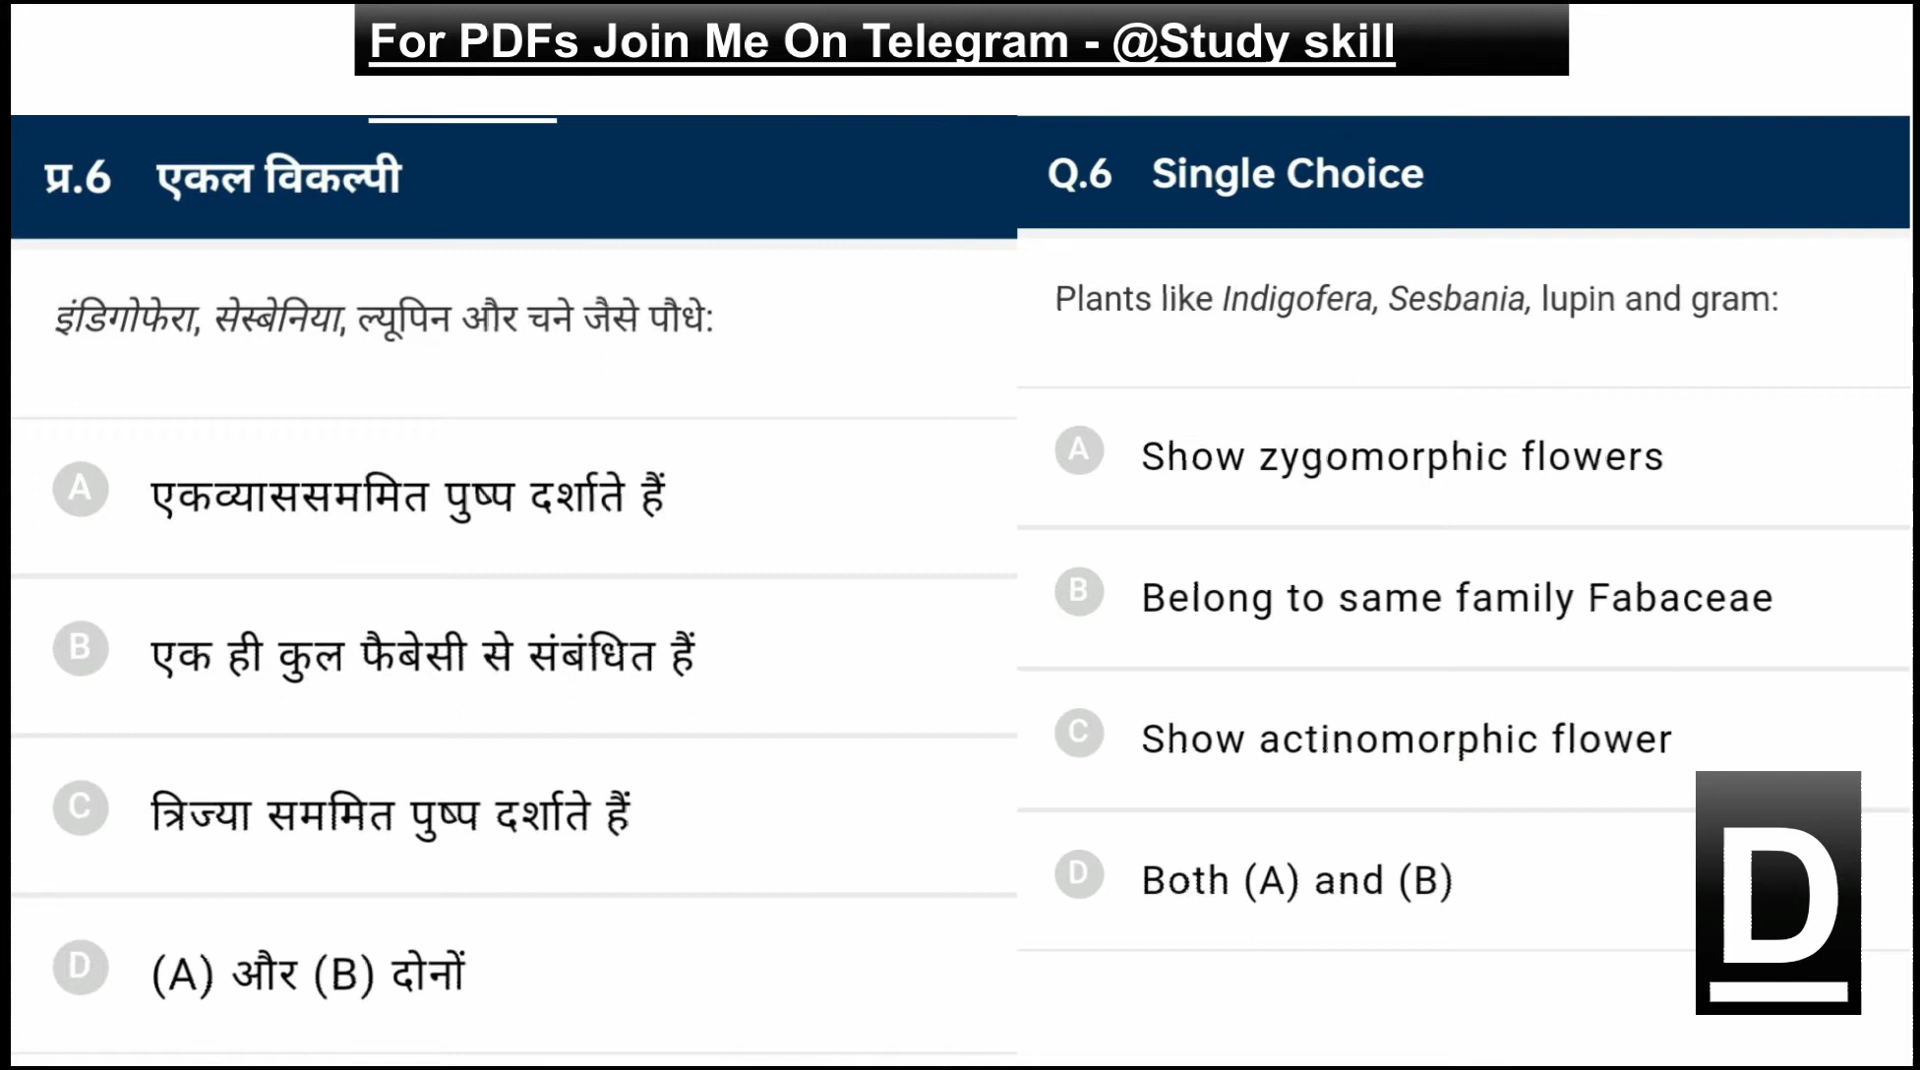 For PDFs Join Me On Telegram - @Study skill
प्र.6 एकल विकल्पी
इंडिगोफेरा, सेस्बेनिया, ल्यूपिन और चने जैसे पौधे:
A एकव्याससममित पुष्प दर्शाते हैं
B एक ही कुल फैबेसी से संबंधित हैं
C त्रिज्या सममित पुष्प दर्शाते हैं
D (A) और (B) दोनों
Q.6 Single Choice
Plants like Indigofera, Sesbania, lupin and gram:
A Show zygomorphic flowers
B Belong to same family Fabaceae
C Show actinomorphic flower
D Both (A) and (B)
D